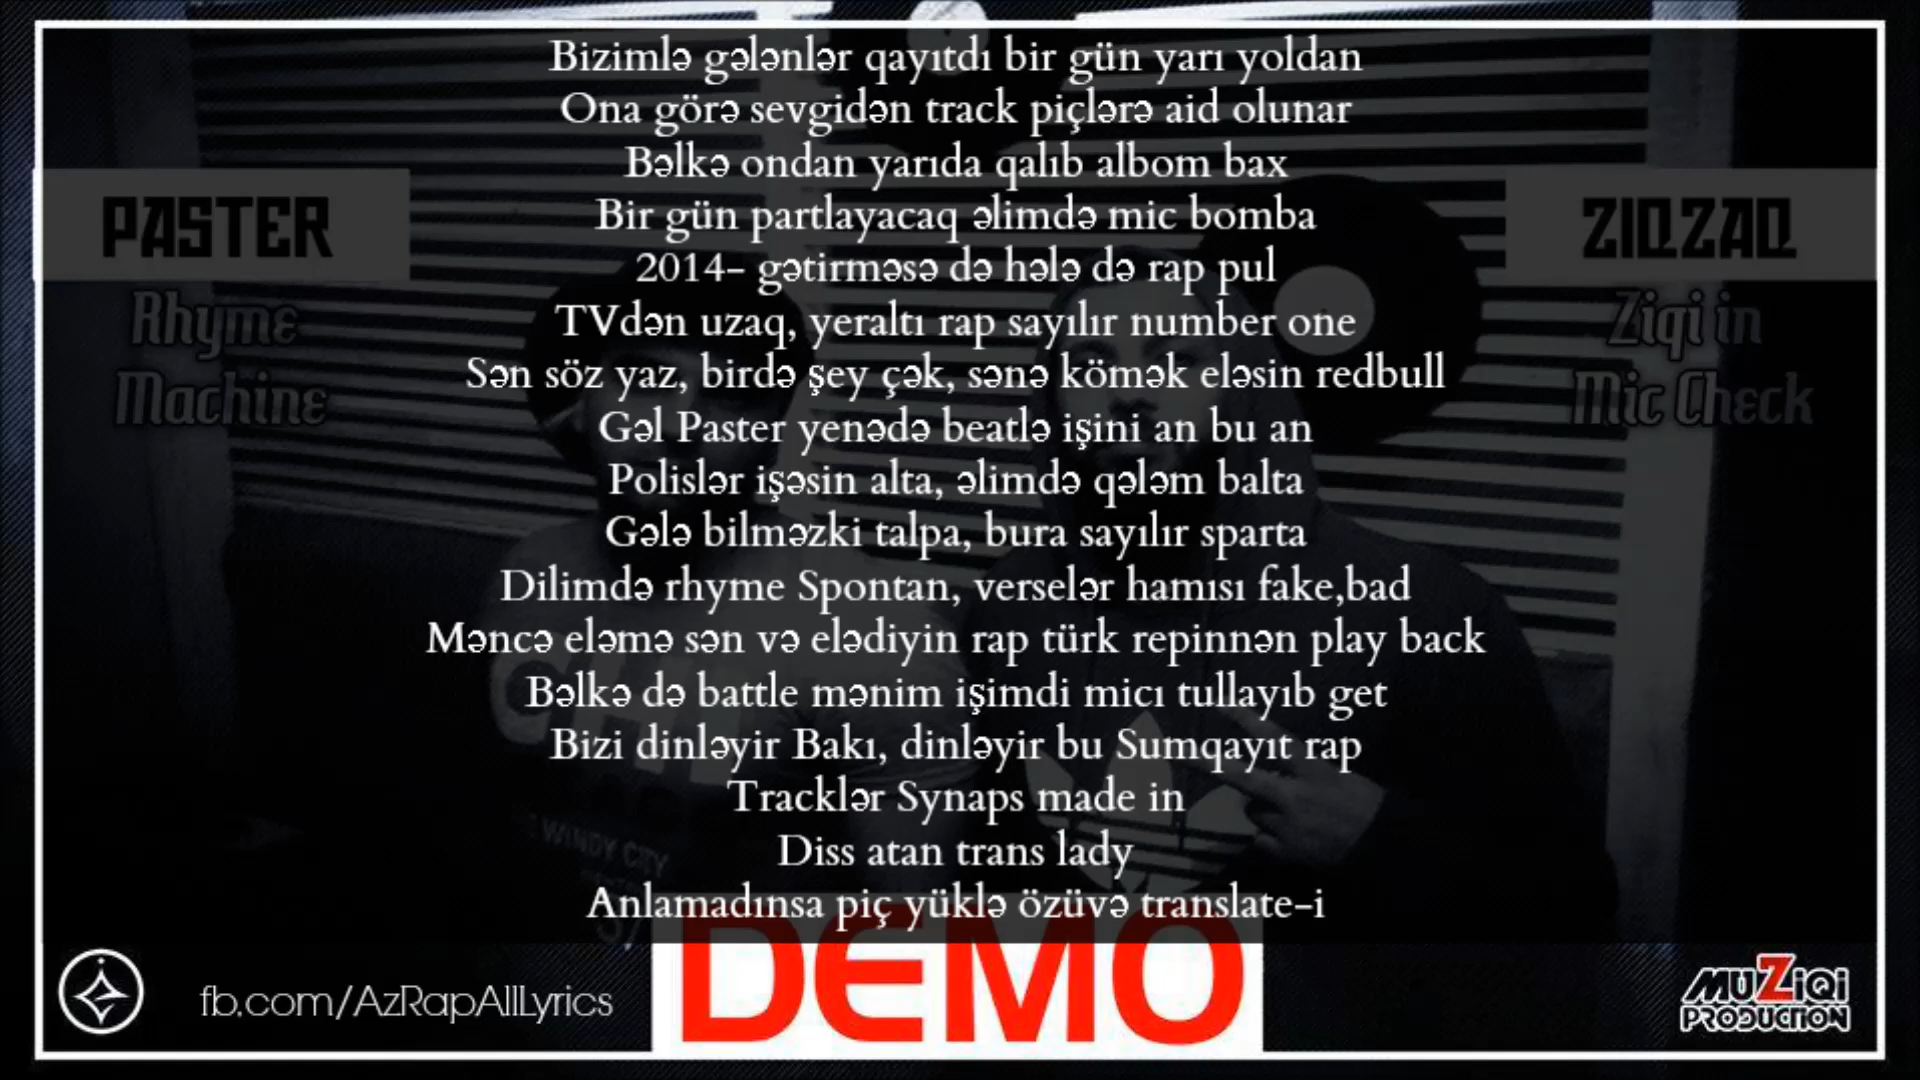 Bizimlə gələnlər qayıtdı bir gün yarı yoldan
Ona görə sevgidən track piçlərə aid olunar
Bəlkə ondan yarıda qalıb albom bax
Bir gün partlayacaq əlimdə mic bomba
2014- gətirməsə də hələ də rap pul
TVdən uzaq, yeraltı rap sayılır number one
Sən söz yaz, birdə şey çək, sənə kömək eləsin redbull
Gəl Paster yenədə beatlə işini an bu an
Polislər işəsin alta, əlimdə qələm balta
Gələ bilməzki talpa, bura sayılır sparta
Dilimdə rhyme Spontan, verselər hamısı fake,bad
Məncə eləmə sən və elədiyin rap türk repinnən play back
Bəlkə də battle mənim işimdi micı tullayıb get
Bizi dinləyir Bakı, dinləyir bu Sumqayıt rap
Tracklər Synaps made in
Diss atan trans lady
Anlamadınsa piç yüklə özüvə translate-i
PASTER
Rhyme
Machine
ZIQZAQ
Ziqi in
Mic Check
WINDY CITY
fb.com/AzRapAllLyrics
DEMO
MUZIQI
PRODUCTION